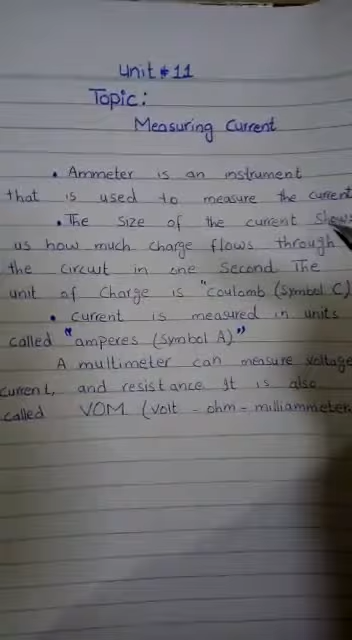 Unit # 11
Topic:
Measuring Current
• Ammeter is an instrument
that is used to measure the current
• The size of the current shows
us how much charge flows through
the circuit in one second The
unit of Charge is "Coulomb (symbol C)
• Current is measured in units
called "amperes (symbol A)"
A multimeter can measure voltage
current, and resistance It is also
called VOM (volt - ohm - milliammeter